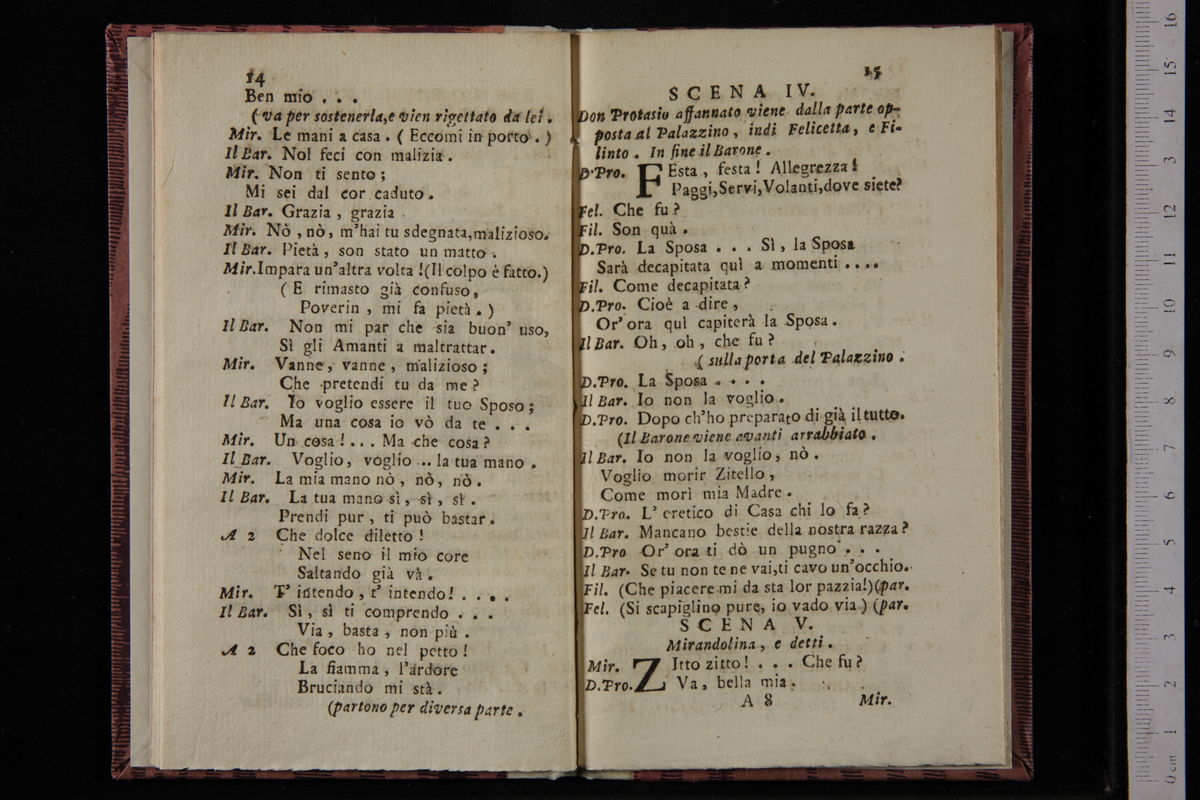 14
Ben mio . . .
( va per sostenerla,e vien rigettato da lei.
Mir. Le mani a casa . ( Eccomi in porto . )
Il Bar. Nol feci con malizia .
Mir. Non ti sento ;
Mi sei dal cor caduto .
Il Bar. Grazia , grazia .
Mir. Nò , nò, m'hai tu sdegnata,malizioso.
Il Bar. Pietà , son stato un matto .
Mir.Impara un'altra volta !(Il colpo è fatto.)
( E rimasto già confuso,
Poverin , mi fa pietà . )
Il Bar. Non mi par che sia buon' uso,
Sì gli Amanti a maltrattar .
Mir. Vanne , vanne , malizioso ;
Che pretendi tu da me ?
Il Bar. Io voglio essere il tuo Sposo ;
Ma una cosa io vò da te . . .
Mir. Un cosa ! . . . Ma che cosa ?
Il Bar. Voglio, voglio ... la tua mano .
Mir. La mia mano nò , nò, nò .
Il Bar. La tua mano sì , sì , sì .
Prendi pur , ti può bastar .
A 2 Che dolce diletto !
Nel seno il mio core
Saltando già và .
Mir. T' intendo , t' intendo ! . . . .
Il Bar. Sì , sì ti comprendo . . .
Via , basta , non più .
A 2 Che foco ho nel petto !
La fiamma , l'ardore
Bruciando mi stà .
(partono per diversa parte .
15
SCENA IV.
Don Protasio affannato viene dalla parte op-
posta al Palazzino , indi Felicetta, e Fi-
linto . In fine il Barone .
D.Pro. FEsta , festa ! Allegrezza !
Paggi,Servi,Volanti,dove siete?
Fel. Che fu ?
Fil. Son quà .
D.Pro. La Sposa . . . Sì , la Sposa
Sarà decapitata quì a momenti . . . .
Fil. Come decapitata ?
D.Pro. Cioè a dire ,
Or' ora quì capiterà la Sposa .
Il Bar. Oh, oh , che fu ?
( sulla porta del Palazzino .
D.Pro. La Sposa . . . .
Il Bar. Io non la voglio .
D.Pro. Dopo ch'ho preparato di già il tutto.
(Il Barone viene avanti arrabbiato .
Il Bar. Io non la voglio , nò .
Voglio morir Zitello ,
Come morì mia Madre .
D.Pro. L' eretico di Casa chi lo fa ?
Il Bar. Mancano bestie della nostra razza ?
D.Pro Or' ora ti dò un pugno . . .
Il Bar. Se tu non te ne vai,ti cavo un'occhio.
Fil. (Che piacere mi da sta lor pazzia!)(par.
Fel. (Si scapiglino pure, io vado via ) (par.
SCENA V.
Mirandolina , e detti .
Mir. ZItto zitto ! . . . Che fu ?
D.Pro. Va , bella mia .
A 8 Mir.
0 cm 1 2 3 4 5 6 7 8 9 10 11 12 13 14 15 16